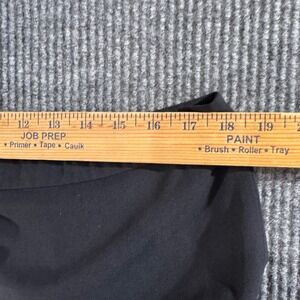 12 13 14 15 16 17 18 19
JOB PREP
• Primer • Tape • Caulk
PAINT
• Brush • Roller • Tray